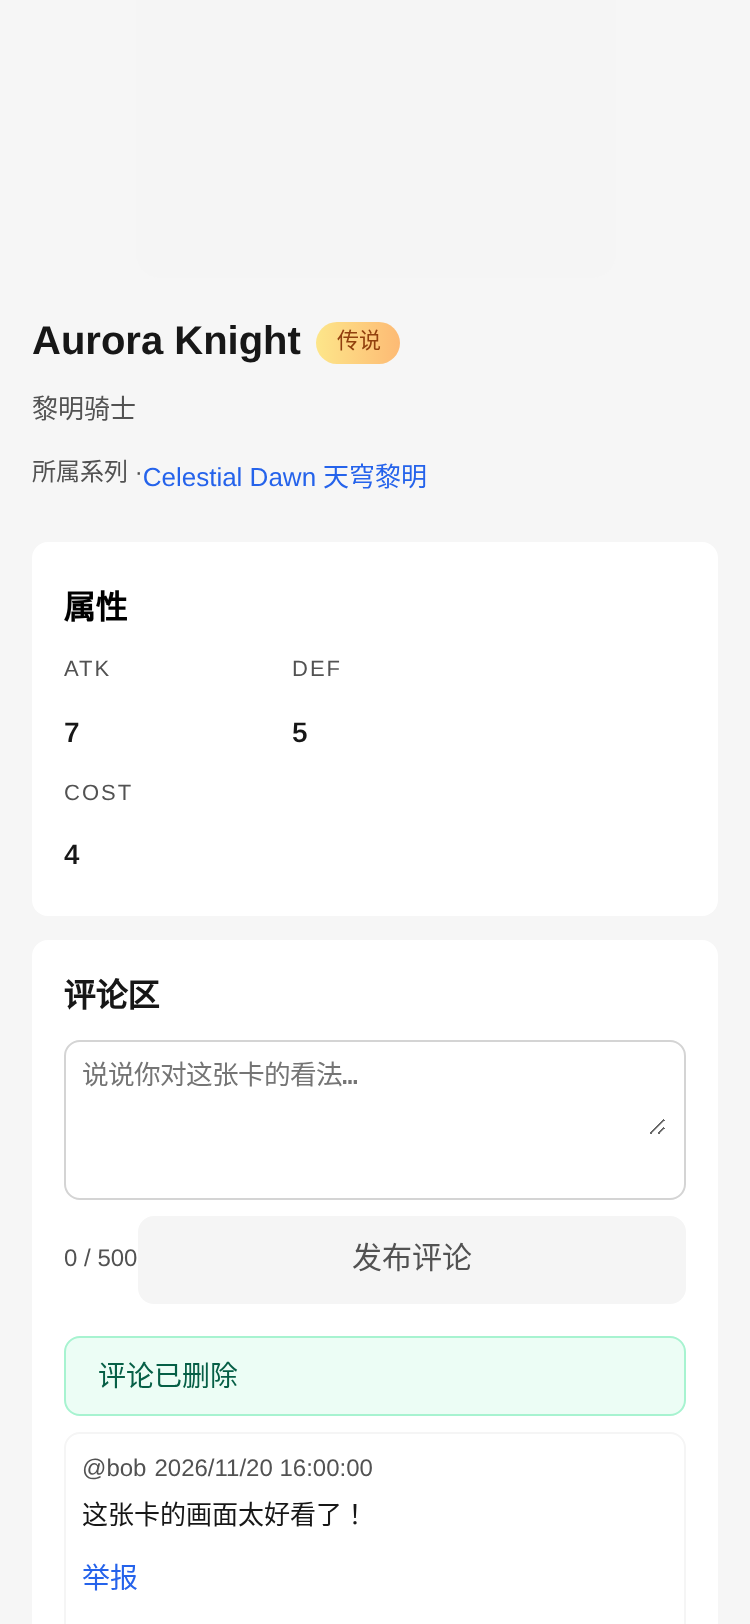 Aurora Knight 传说
黎明骑士
所属系列 · Celestial Dawn 天穹黎明
属性
ATK DEF
7 5
COST
4
评论区
说说你对这张卡的看法…
0 / 500 发布评论
评论已删除
@bob 2026/11/20 16:00:00
这张卡的画面太好看了！
举报